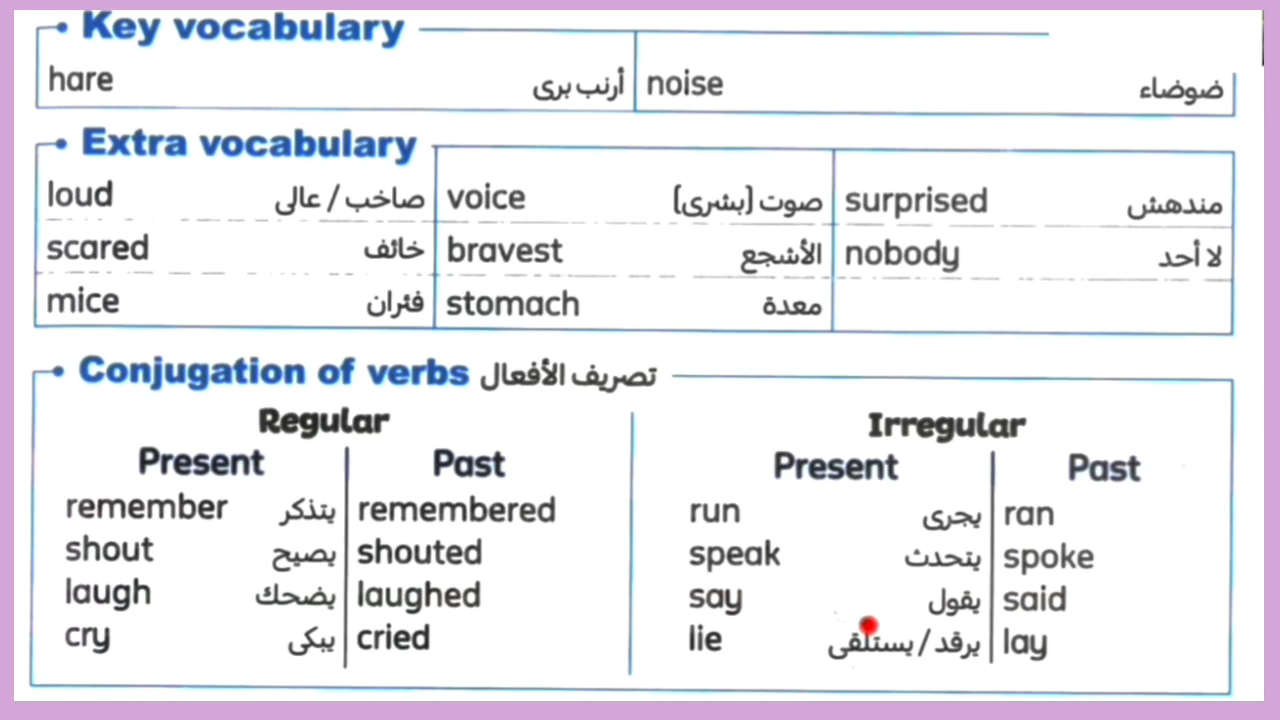 Key vocabulary
hare أرنب برى noise ضوضاء
Extra vocabulary
loud صاخب / عالى voice صوت (بشرى) surprised مندهش
scared خائف bravest الأشجع nobody لا أحد
mice فئران stomach معدة
Conjugation of verbs تصريف الأفعال
Regular Irregular
Present Past Present Past
remember يتذكر remembered run يجرى ran
shout يصيح shouted speak يتحدث spoke
laugh يضحك laughed say يقول said
cry يبكى cried lie يرقد / يستلقى lay